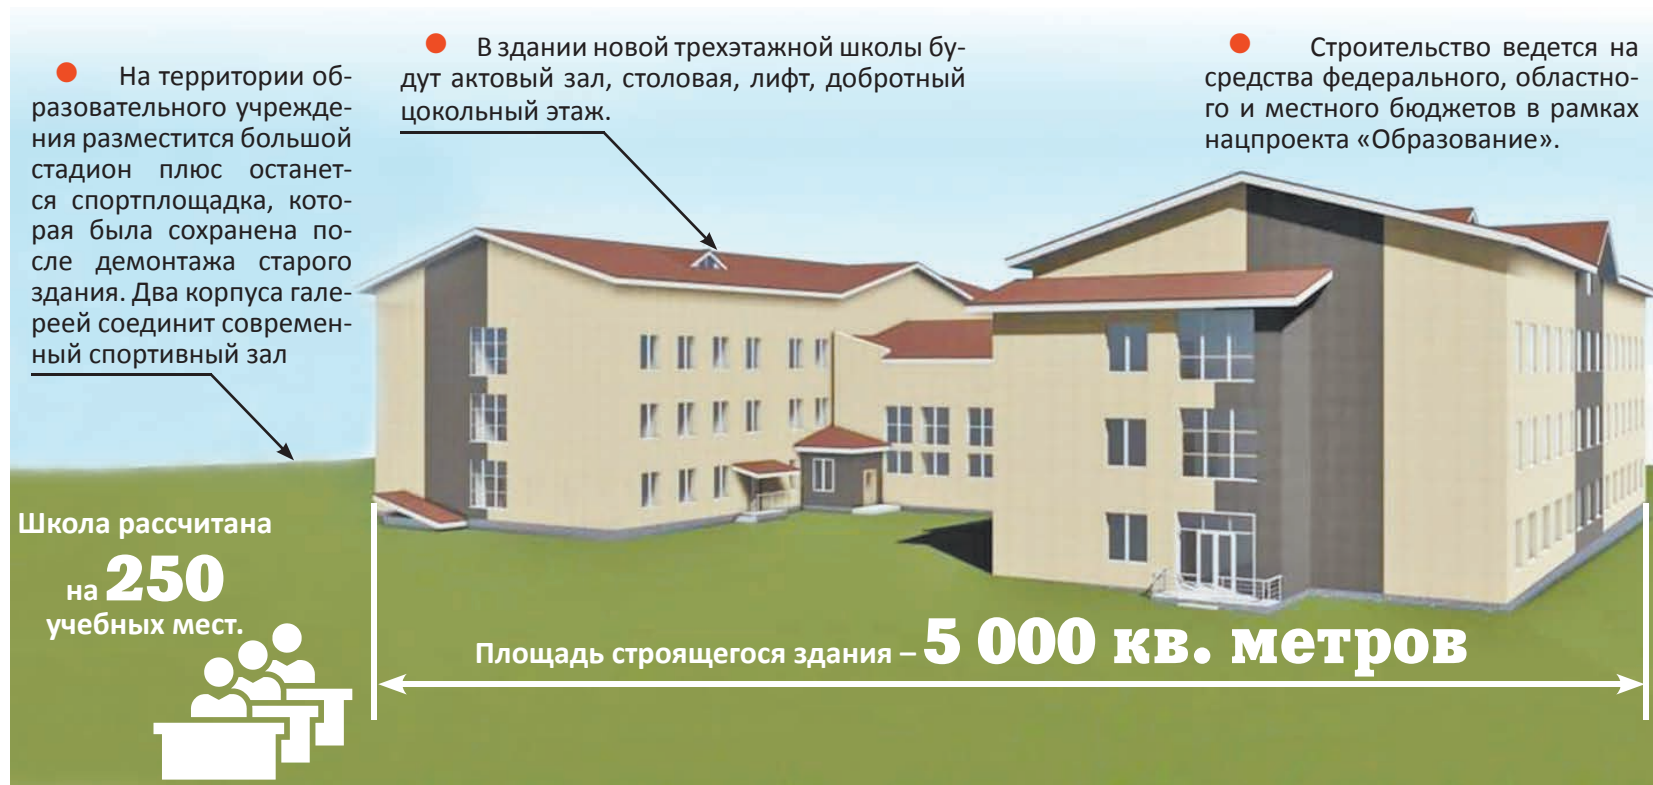 На территории об-
разовательного учрежде-
ния разместится большой
стадион плюс останет-
ся спортплощадка, кото-
рая была сохранена по-
сле демонтажа старого
здания. Два корпуса гале-
реей соединит современ-
ный спортивный зал
В здании новой трехэтажной школы бу-
дут актовый зал, столовая, лифт, добротный
цокольный этаж.
Строительство ведется на
средства федерального, областно-
го и местного бюджетов в рамках
нацпроекта «Образование».
Школа рассчитана
на 250
учебных мест.
Площадь строящегося здания – 5 000 кв. метров